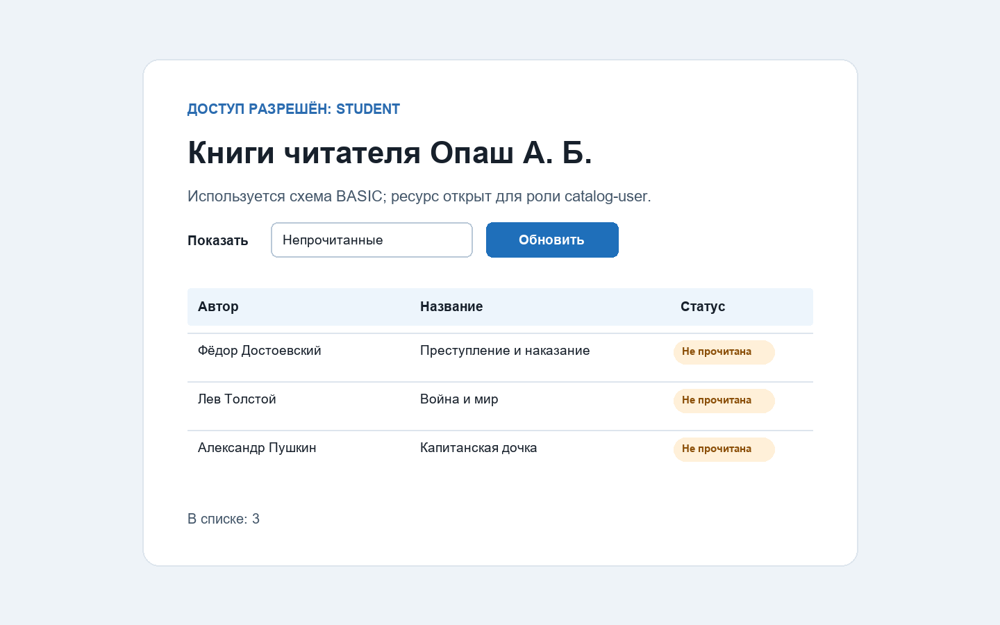 ДОСТУП РАЗРЕШЁН: STUDENT
Книги читателя Опаш А. Б.
Используется схема BASIC; ресурс открыт для роли catalog-user.
Показать Непрочитанные Обновить
Автор Название Статус
Фёдор Достоевский Преступление и наказание Не прочитана
Лев Толстой Война и мир Не прочитана
Александр Пушкин Капитанская дочка Не прочитана
В списке: 3